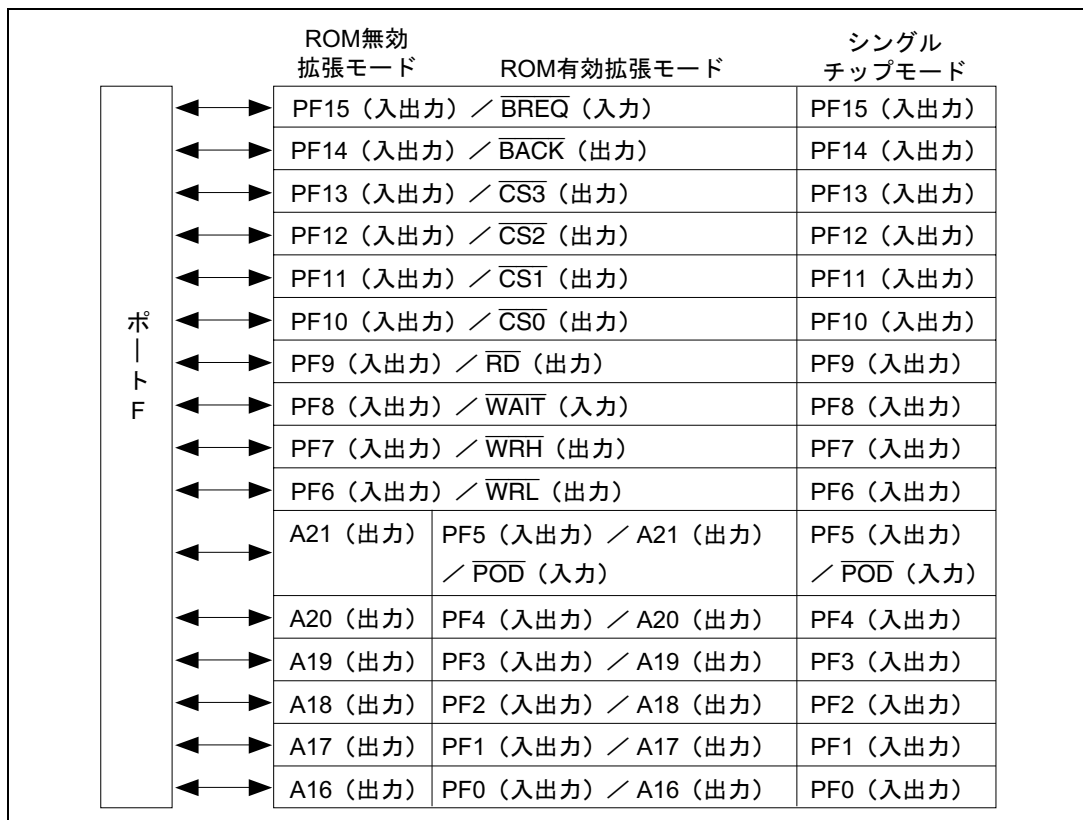 ROM無効
拡張モード
ROM有効拡張モード
シングル
チップモード
ポートF
PF15（入出力）／BREQ（入力） PF15（入出力）
PF14（入出力）／BACK（出力） PF14（入出力）
PF13（入出力）／CS3（出力） PF13（入出力）
PF12（入出力）／CS2（出力） PF12（入出力）
PF11（入出力）／CS1（出力） PF11（入出力）
PF10（入出力）／CS0（出力） PF10（入出力）
PF9（入出力）／RD（出力） PF9（入出力）
PF8（入出力）／WAIT（入力） PF8（入出力）
PF7（入出力）／WRH（出力） PF7（入出力）
PF6（入出力）／WRL（出力） PF6（入出力）
A21（出力） PF5（入出力）／A21（出力） PF5（入出力）
／POD（入力） ／POD（入力）
A20（出力） PF4（入出力）／A20（出力） PF4（入出力）
A19（出力） PF3（入出力）／A19（出力） PF3（入出力）
A18（出力） PF2（入出力）／A18（出力） PF2（入出力）
A17（出力） PF1（入出力）／A17（出力） PF1（入出力）
A16（出力） PF0（入出力）／A16（出力） PF0（入出力）